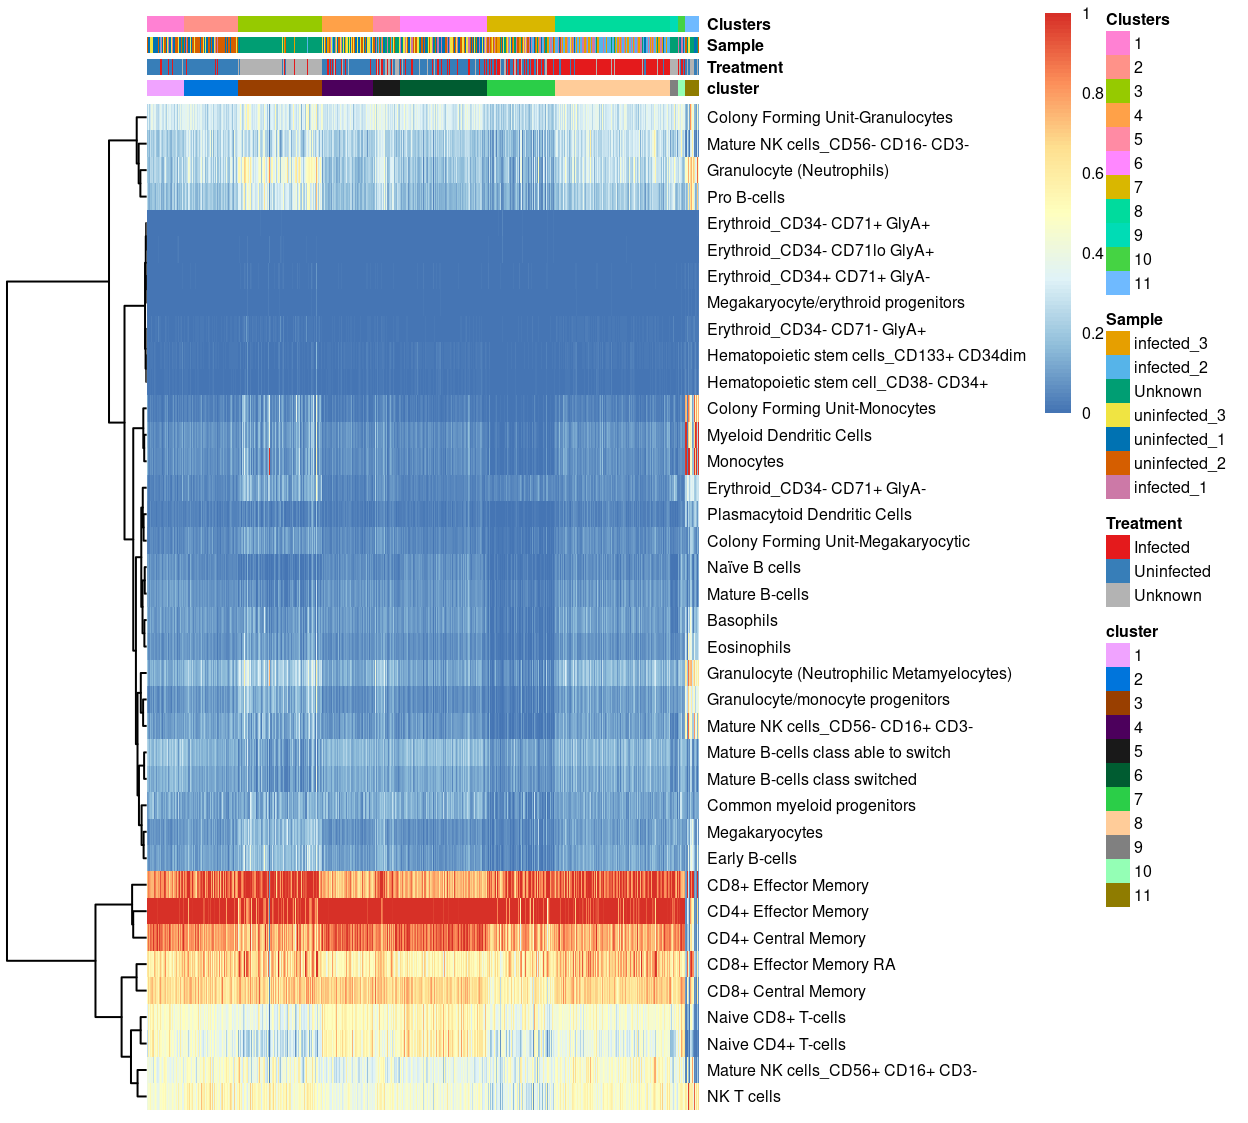 Clusters
Sample
Treatment
cluster
Colony Forming Unit-Granulocytes
Mature NK cells_CD56- CD16- CD3-
Granulocyte (Neutrophils)
Pro B-cells
Erythroid_CD34- CD71+ GlyA+
Erythroid_CD34- CD71lo GlyA+
Erythroid_CD34+ CD71+ GlyA-
Megakaryocyte/erythroid progenitors
Erythroid_CD34- CD71- GlyA+
Hematopoietic stem cells_CD133+ CD34dim
Hematopoietic stem cell_CD38- CD34+
Colony Forming Unit-Monocytes
Myeloid Dendritic Cells
Monocytes
Erythroid_CD34- CD71+ GlyA-
Plasmacytoid Dendritic Cells
Colony Forming Unit-Megakaryocytic
Naïve B cells
Mature B-cells
Basophils
Eosinophils
Granulocyte (Neutrophilic Metamyelocytes)
Granulocyte/monocyte progenitors
Mature NK cells_CD56- CD16+ CD3-
Mature B-cells class able to switch
Mature B-cells class switched
Common myeloid progenitors
Megakaryocytes
Early B-cells
CD8+ Effector Memory
CD4+ Effector Memory
CD4+ Central Memory
CD8+ Effector Memory RA
CD8+ Central Memory
Naive CD8+ T-cells
Naive CD4+ T-cells
Mature NK cells_CD56+ CD16+ CD3-
NK T cells
1
0.8
0.6
0.4
0.2
0
Clusters
1
2
3
4
5
6
7
8
9
10
11
Sample
infected_3
infected_2
Unknown
uninfected_3
uninfected_1
uninfected_2
infected_1
Treatment
Infected
Uninfected
Unknown
cluster
1
2
3
4
5
6
7
8
9
10
11